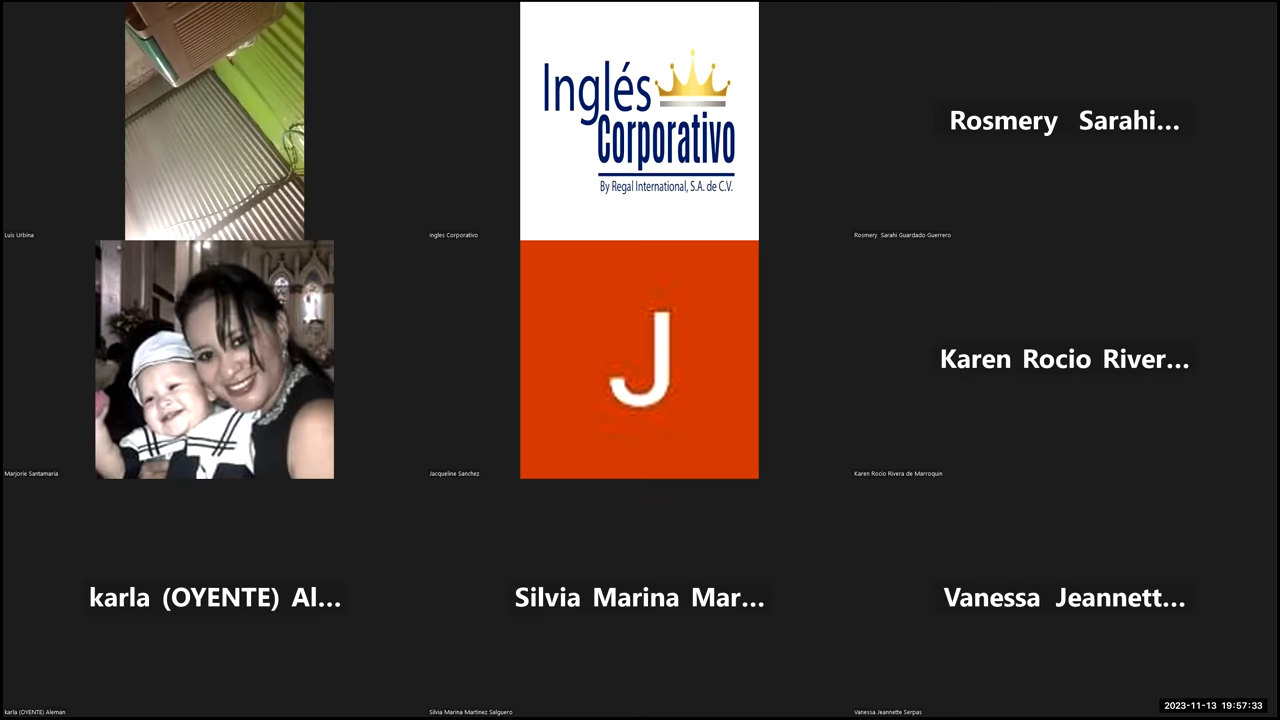 Inglés
Corporativo
By Regal International, S.A. de C.V.
Rosmery Sarahi...
Luis Urbina
Ingles Corporativo
Rosmery Sarahi Guardado Guerrero
J
Karen Rocio River...
Marjorie Santamaria
Jacqueline Sanchez
Karen Rocio Rivera de Marroquin
karla (OYENTE) Al...
Silvia Marina Mar...
Vanessa Jeannett...
karla (OYENTE) Aleman
Silvia Marina Martinez Salguero
Vanessa Jeannette Serpas
2023-11-13 19:57:33